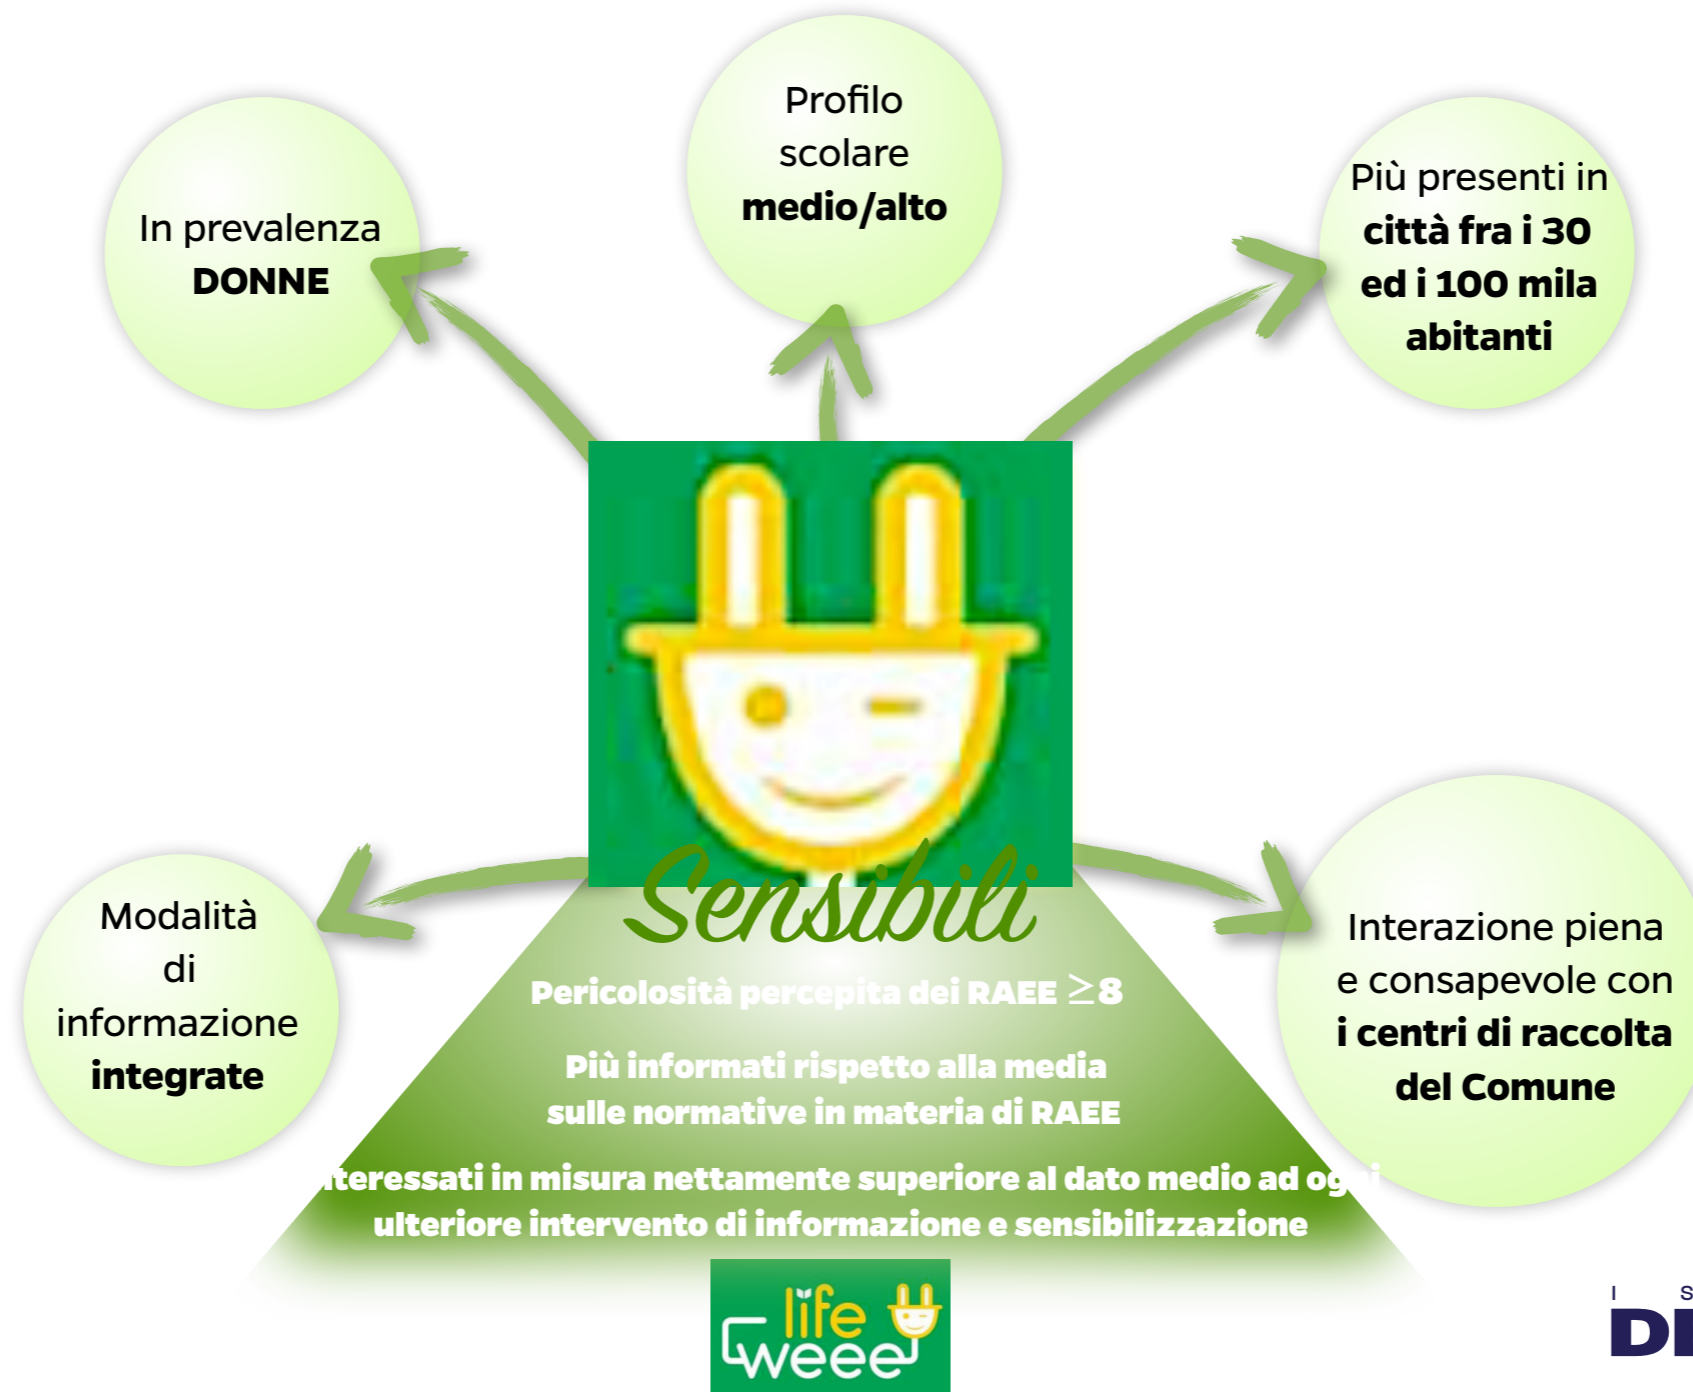 Profilo
scolare
medio/alto
In prevalenza
DONNE
Più presenti in
città fra i 30
ed i 100 mila
abitanti
Sensibili
Modalità
di
informazione
integrate
Interazione piena
e consapevole con
i centri di raccolta
del Comune
Pericolosità percepita dei RAEE ≥8
Più informati rispetto alla media
sulle normative in materia di RAEE
teressati in misura nettamente superiore al dato medio ad ogni
ulteriore intervento di informazione e sensibilizzazione
life
weee
I S